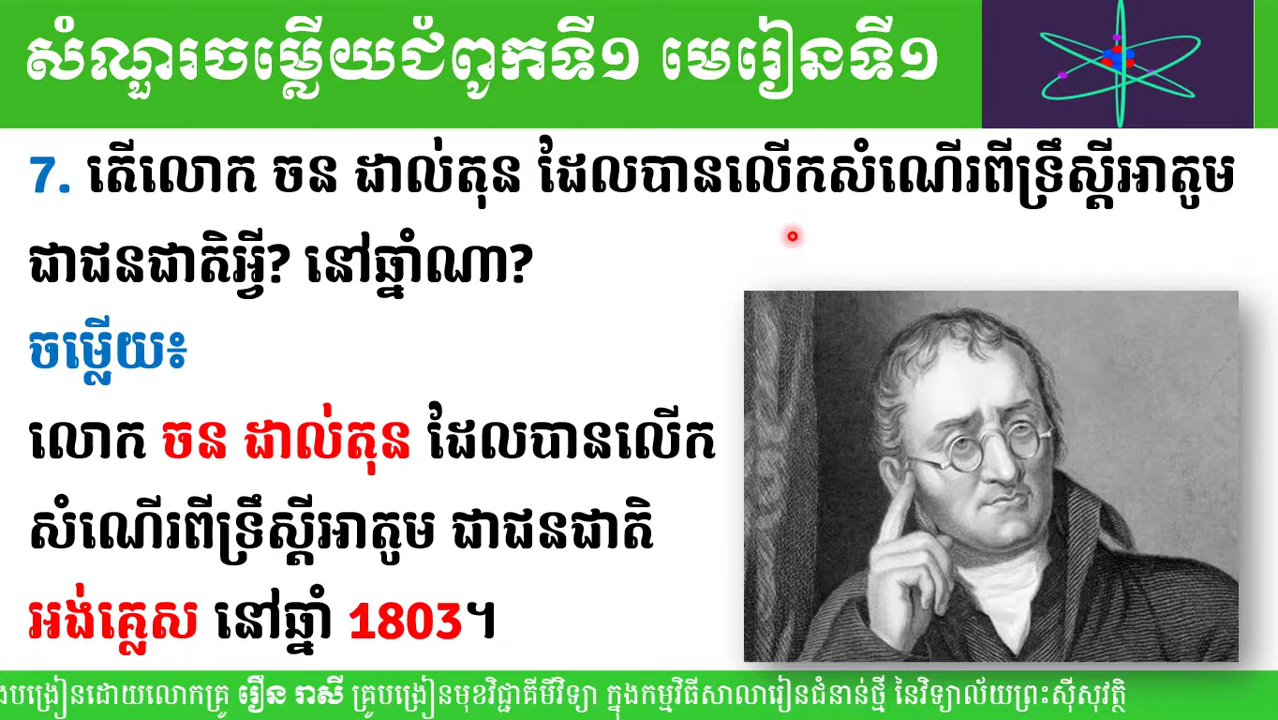 សំណួរចម្លើយជំពូកទី១ មេរៀនទី១
7. តើលោក ចន ដាល់តុន ដែលបានលើកសំណើរពីទ្រឹស្តីអាតូម
ជាជនជាតិអ្វី? នៅឆ្នាំណា?
ចម្លើយ៖
លោក ចន ដាល់តុន ដែលបានលើក
សំណើរពីទ្រឹស្តីអាតូម ជាជនជាតិ
អង់គ្លេស នៅឆ្នាំ 1803។
បង្រៀនដោយលោកគ្រូ រឿន រាសី គ្រូបង្រៀនមុខវិជ្ជាគីមីវិទ្យា ក្នុងកម្មវិធីសាលារៀនជំនាន់ថ្មី នៃវិទ្យាល័យព្រះស៊ីសុវត្ថិ